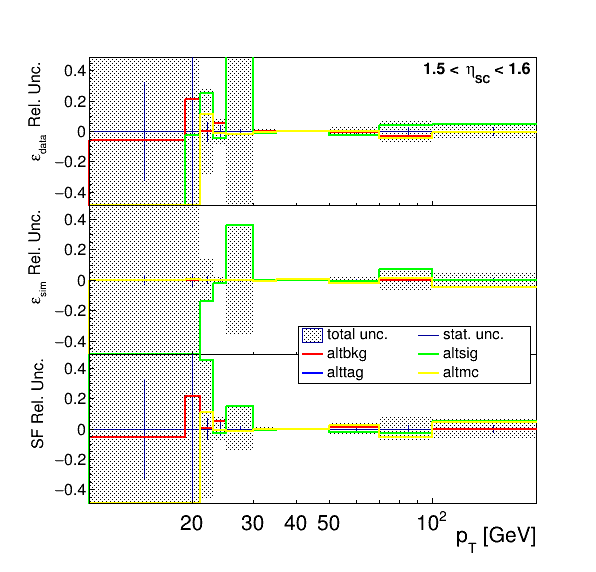 1.5 < η_SC < 1.6
ε_data Rel. Unc.
0.4
0.2
0
−0.2
−0.4
ε_sim Rel. Unc.
0.4
0.2
0
−0.2
−0.4
total unc. stat. unc.
altbkg altsig
alttag altmc
SF Rel. Unc.
0.4
0.2
0
−0.2
−0.4
20 30 40 50 10²
p_T [GeV]